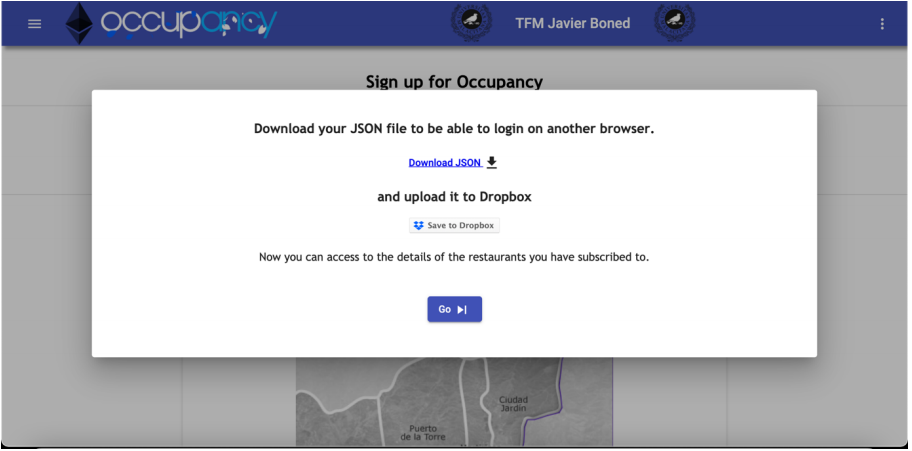 occupancy
TFM Javier Boned
Sign up for Occupancy
Download your JSON file to be able to login on another browser.
Download JSON
and upload it to Dropbox
Save to Dropbox
Now you can access to the details of the restaurants you have subscribed to.
Go
Ciudad
Jardín
Puerto
de la Torre